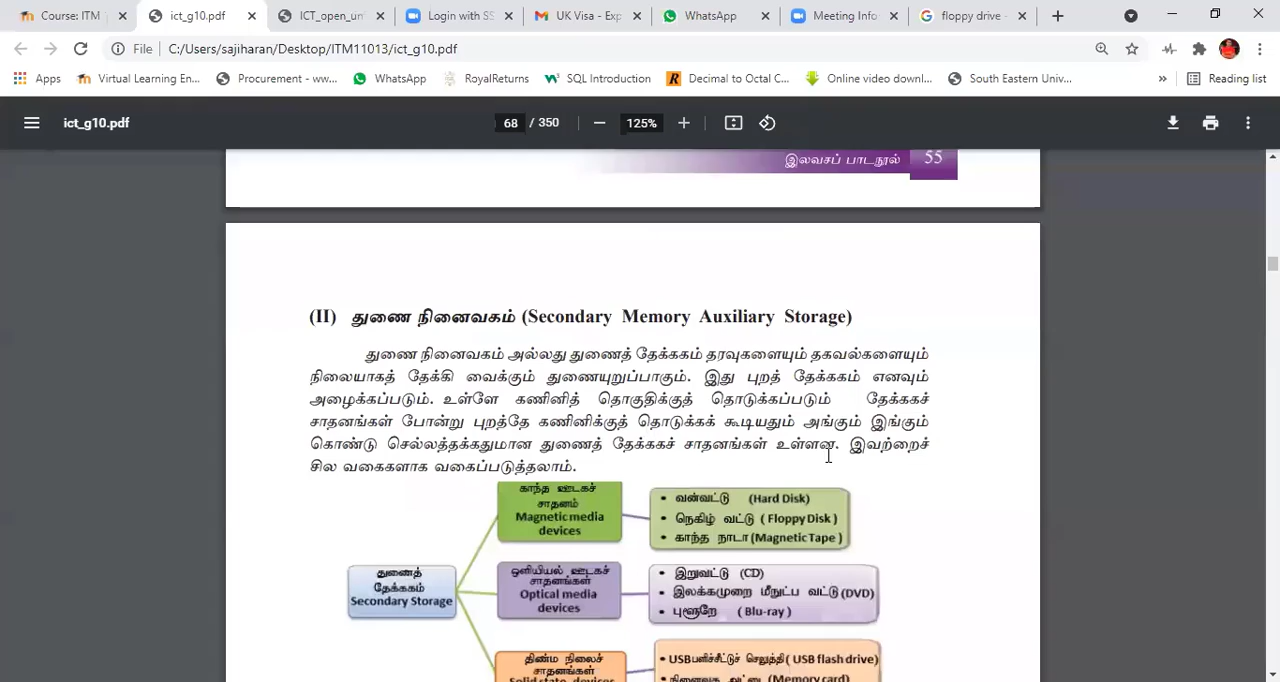 Course: ITM
ict_g10.pdf
ICT_open_un
Login with SS
UK Visa - Exp
WhatsApp
Meeting Info
floppy drive -
File
C:/Users/sajiharan/Desktop/ITM11013/ict_g10.pdf
Apps
Virtual Learning En...
Procurement - ww...
WhatsApp
RoyalReturns
SQL Introduction
Decimal to Octal C...
Online video downl...
South Eastern Univ...
»
Reading list
ict_g10.pdf
68 / 350
125%
இலவசப் பாடநூல்
55
(II) துணை நினைவகம் (Secondary Memory Auxiliary Storage)
துணை நினைவகம் அல்லது துணைத் தேக்ககம் தரவுகளையும் தகவல்களையும்
நிலையாகத் தேக்கி வைக்கும் துணையுறுப்பாகும். இது புறத் தேக்ககம் எனவும்
அழைக்கப்படும். உள்ளே கணினித் தொகுதிக்குத் தொடுக்கப்படும் தேக்ககச்
சாதனங்கள் போன்று புறத்தே கணினிக்குத் தொடுக்கக் கூடியதும் அங்கும் இங்கும்
கொண்டு செல்லத்தக்கதுமான துணைத் தேக்ககச் சாதனங்கள் உள்ளன. இவற்றைச்
சில வகைகளாக வகைப்படுத்தலாம்.
காந்த ஊடகச்
சாதனம்
Magnetic media
devices
• வன்வட்டு (Hard Disk)
• நெகிழ் வட்டு ( Floppy Disk )
• காந்த நாடா (Magnetic Tape )
துணைத்
தேக்ககம்
Secondary Storage
ஒளியியல் ஊடகச்
சாதனங்கள்
Optical media
devices
• இறுவட்டு (CD)
• இலக்கமுறை மீநுட்ப வட்டு (DVD)
• புளூறே ( Blu-ray )
திண்ம நிலைச்
சாதனங்கள்
Solid state devices
• USB பளிச்சீட்டுச் செலுத்தி ( USB flash drive)
• நினைவக அட்டை (Memory card)